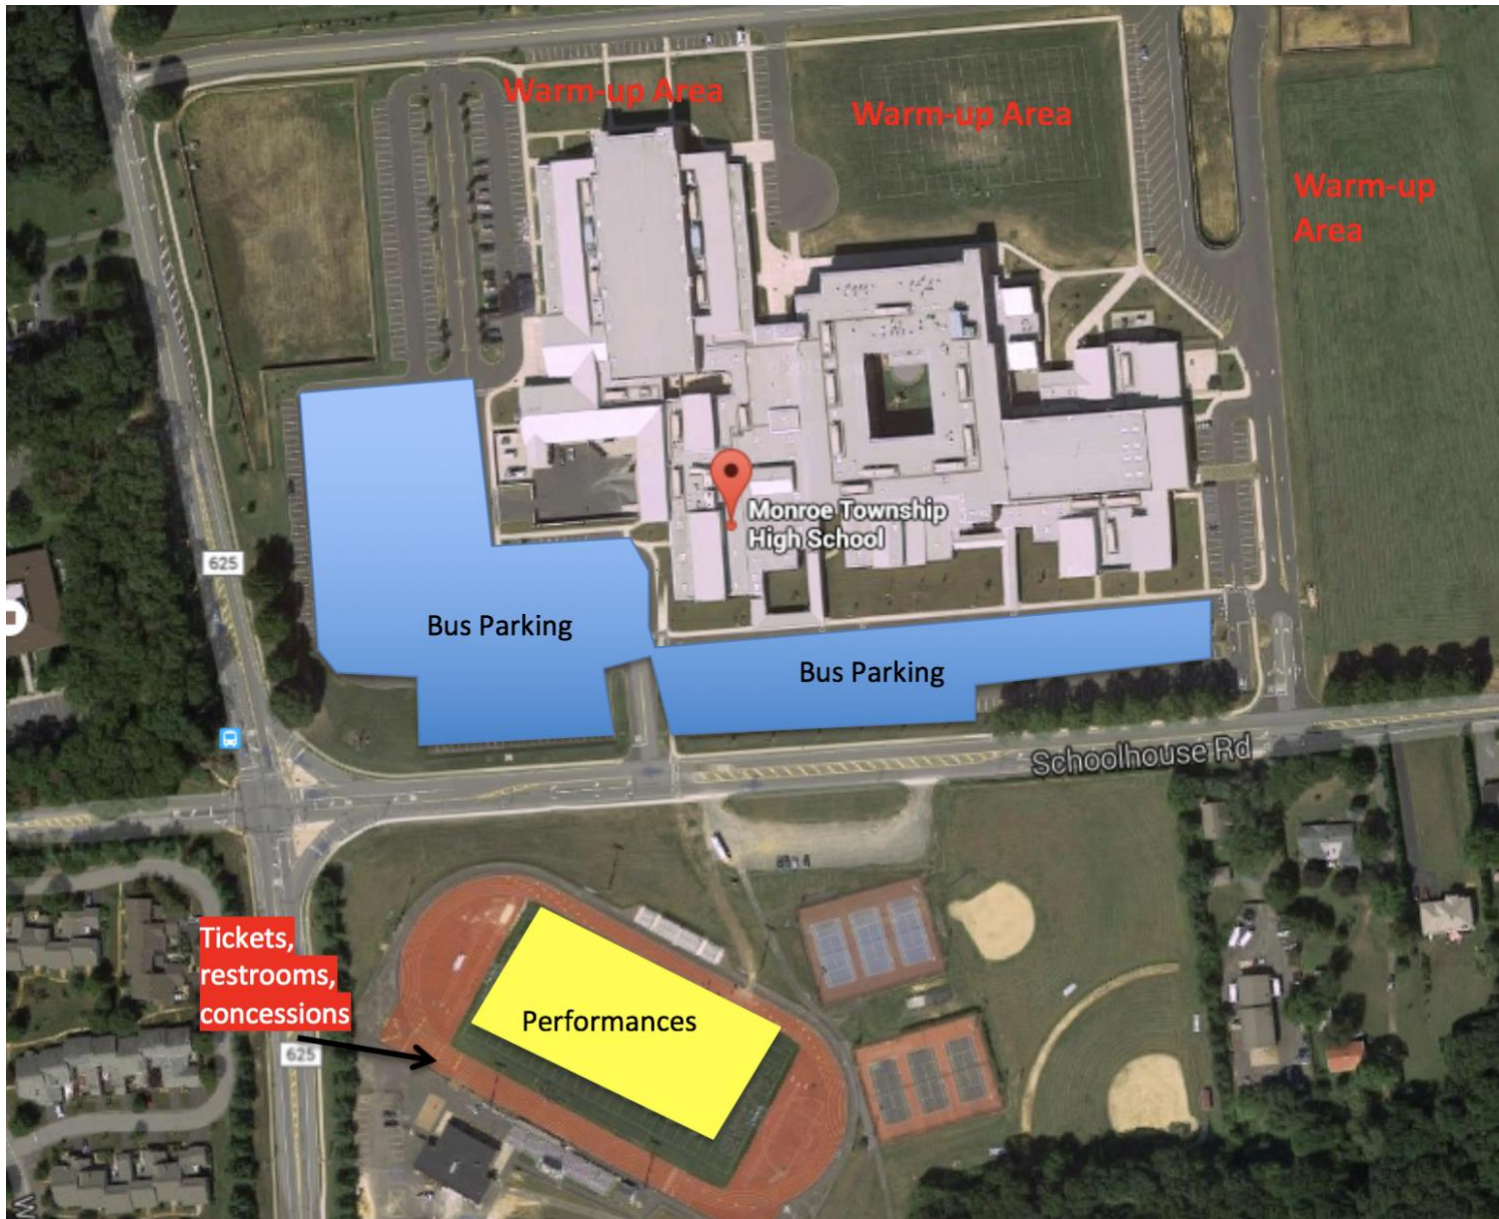 Warm-up Area
Warm-up Area
Warm-up
Area
Monroe Township
High School
625
Bus Parking
Bus Parking
Schoolhouse Rd
Tickets,
restrooms,
concessions
Performances
625
W